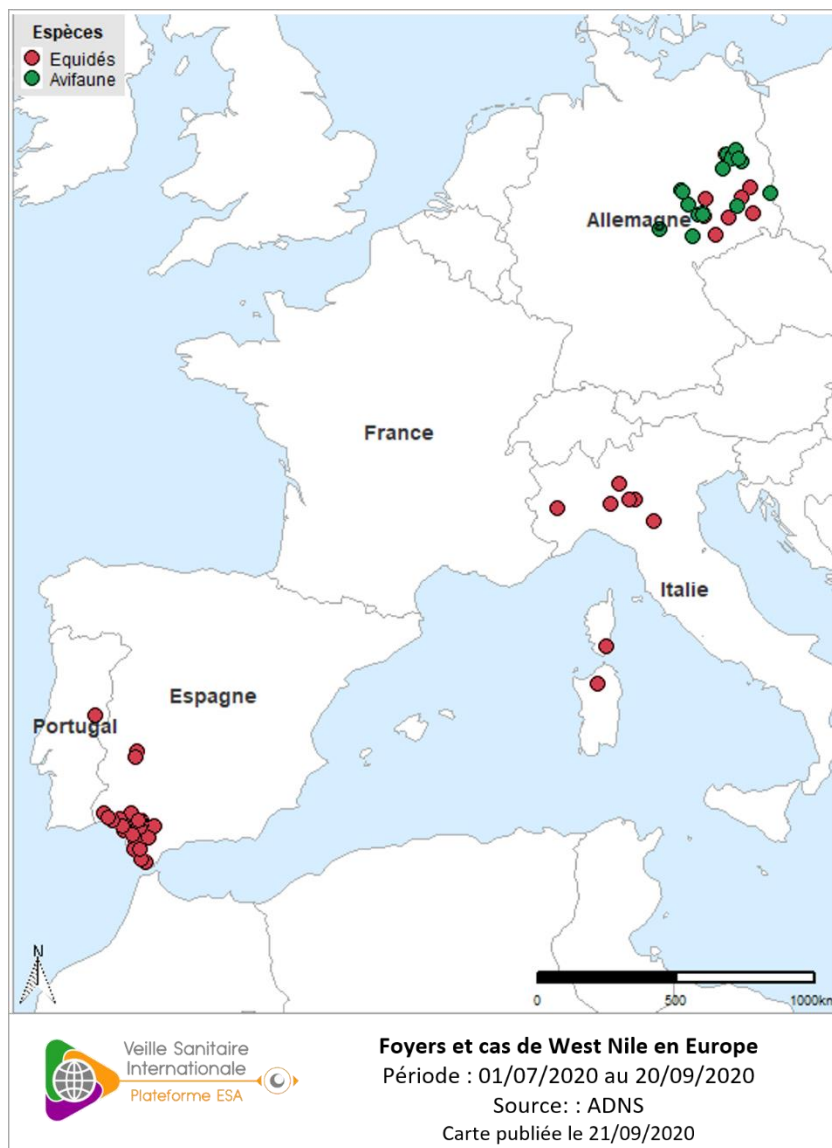 Espèces
Equidés
Avifaune
Allemagne
France
Italie
Espagne
Portugal
N
0 500 1000km
Veille Sanitaire
Internationale
Plateforme ESA
Foyers et cas de West Nile en Europe
Période : 01/07/2020 au 20/09/2020
Source: : ADNS
Carte publiée le 21/09/2020